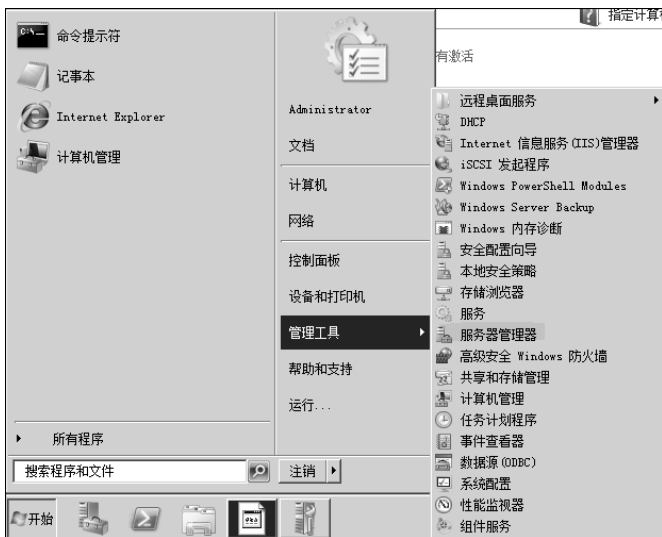 命令提示符
记事本
Internet Explorer
计算机管理
所有程序
搜索程序和文件
Administrator
文档
计算机
网络
控制面板
设备和打印机
管理工具
帮助和支持
运行...
注销
开始
指定计算机
有激活
远程桌面服务
DHCP
Internet 信息服务(IIS)管理器
iSCSI 发起程序
Windows PowerShell Modules
Windows Server Backup
Windows 内存诊断
安全配置向导
本地安全策略
存储浏览器
服务
服务器管理器
高级安全 Windows 防火墙
共享和存储管理
计算机管理
任务计划程序
事件查看器
数据源(ODBC)
系统配置
性能监视器
组件服务